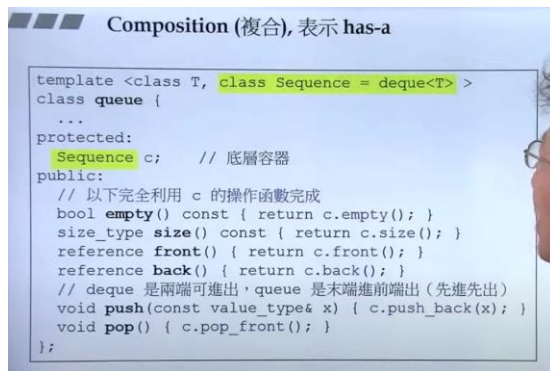 Composition (複合), 表示 has-a
template <class T, class Sequence = deque<T> >
class queue {
...
protected:
Sequence c; // 底層容器
public:
// 以下完全利用 c 的操作函數完成
bool empty() const { return c.empty(); }
size_type size() const { return c.size(); }
reference front() { return c.front(); }
reference back() { return c.back(); }
// deque 是兩端可進出，queue 是末端進前端出（先進先出）
void push(const value_type& x) { c.push_back(x); }
void pop() { c.pop_front(); }
};